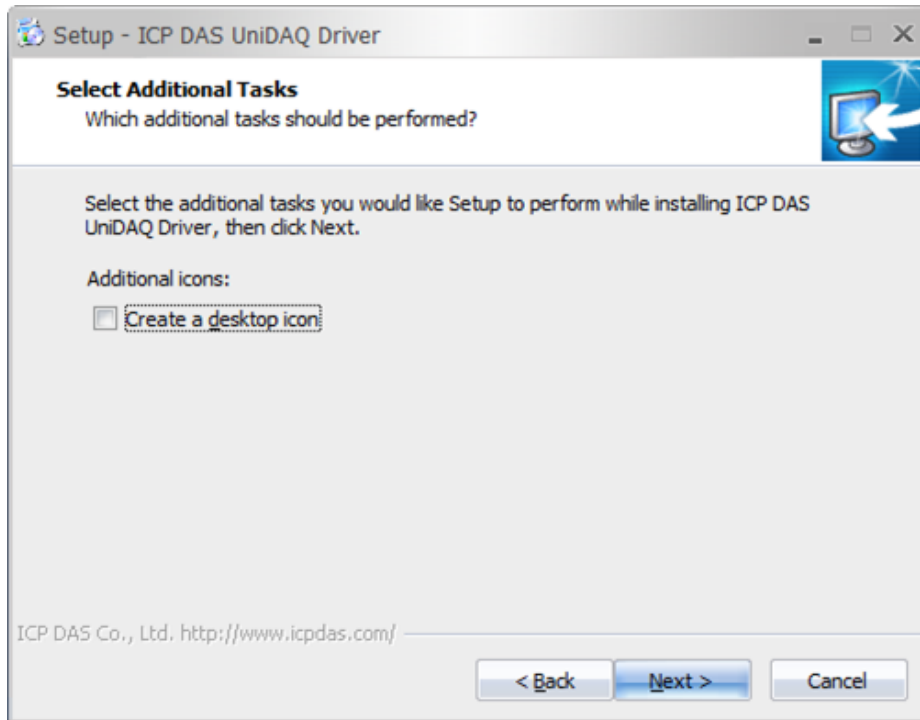 Setup - ICP DAS UniDAQ Driver
Select Additional Tasks
Which additional tasks should be performed?
Select the additional tasks you would like Setup to perform while installing ICP DAS
UniDAQ Driver, then click Next.
Additional icons:
Create a desktop icon
ICP DAS Co., Ltd. http://www.icpdas.com/
< Back Next > Cancel